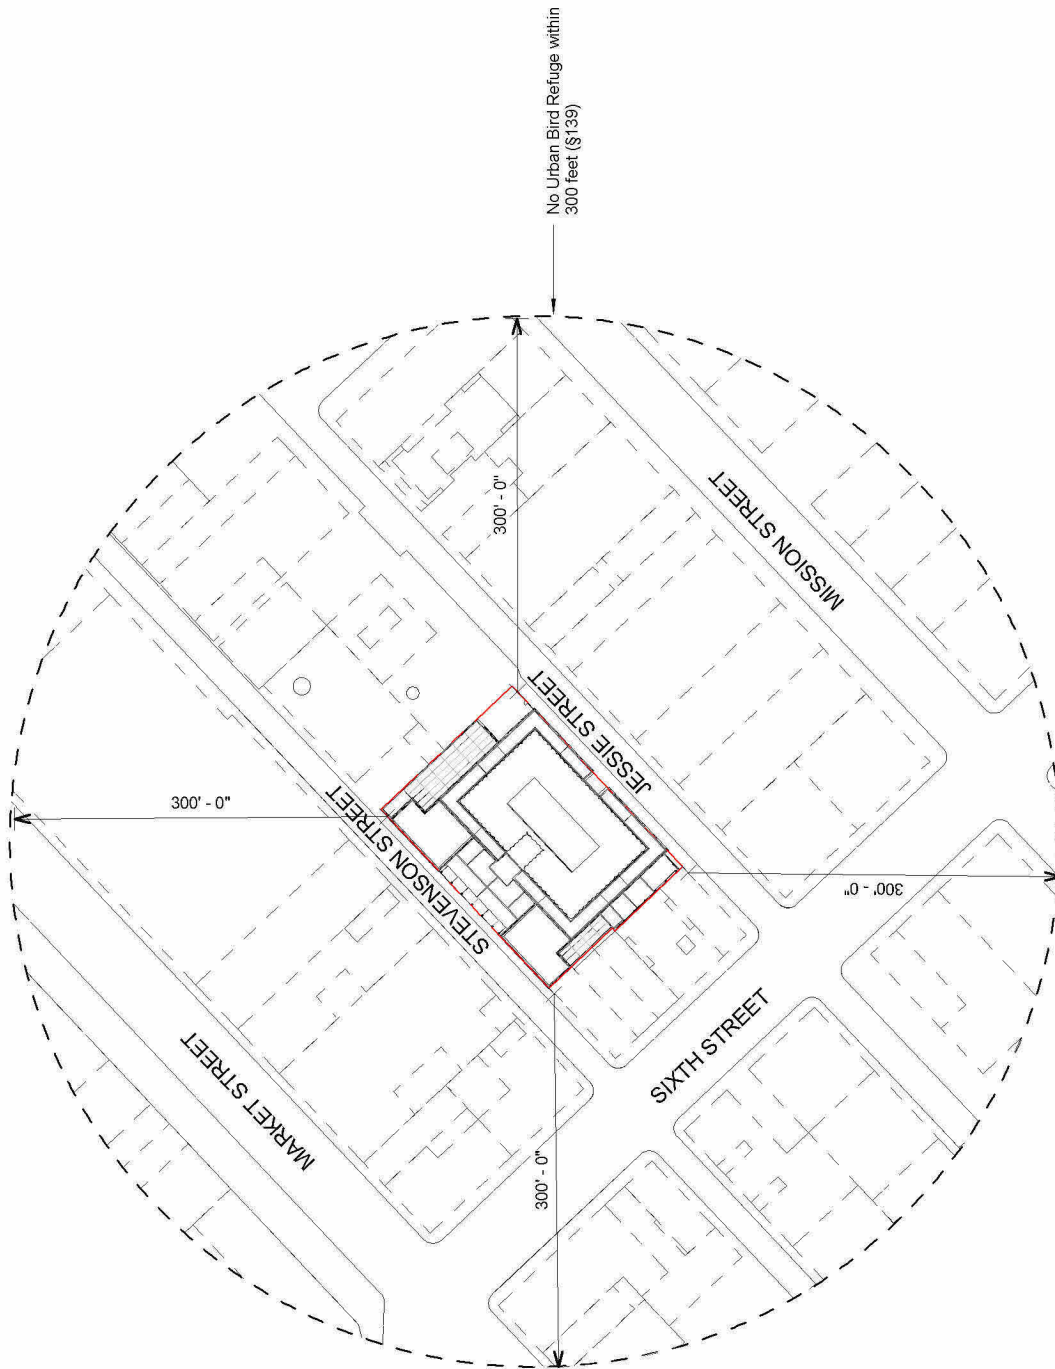 No Urban Bird Refuge within
300 feet (§139)
300' - 0"
300' - 0"
MISSION STREET
JESSIE STREET
STEVENSON STREET
300' - 0"
MARKET STREET
SIXTH STREET
300' - 0"